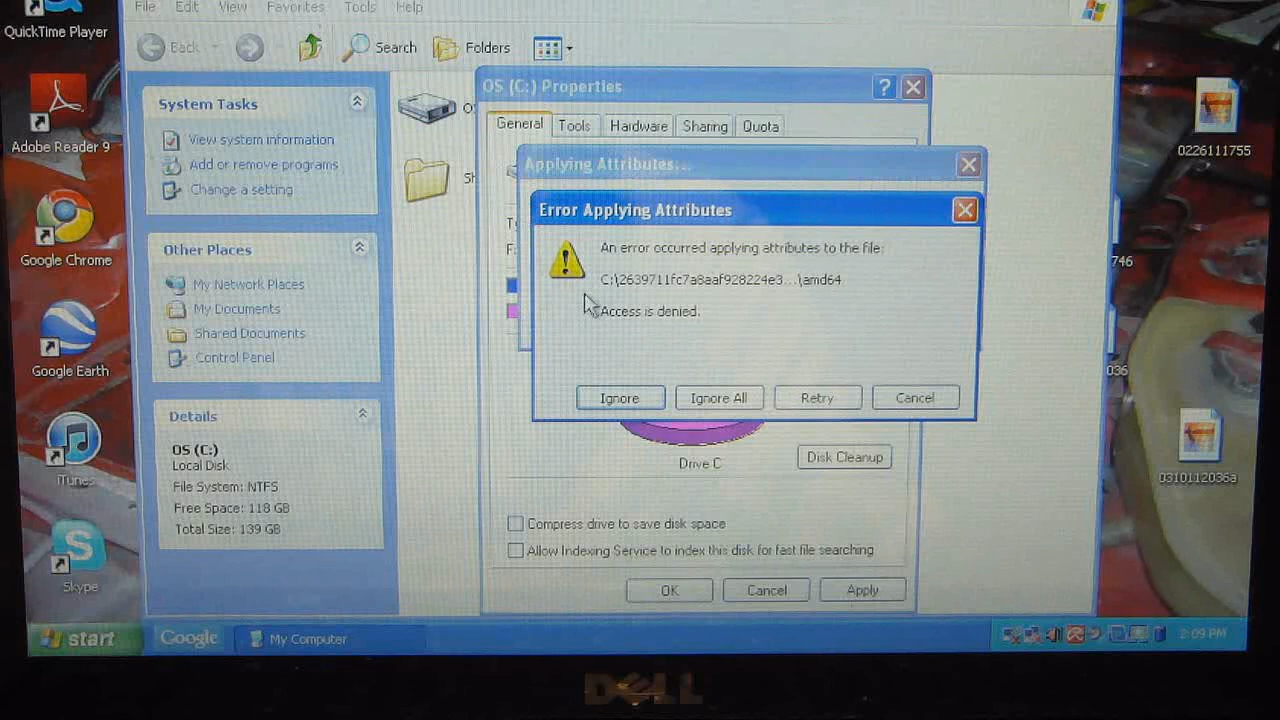 QuickTime Player
Adobe Reader 9
Google Chrome
Google Earth
iTunes
Skype
File Edit View Favorites Tools Help
Back Search Folders
System Tasks
View system information
Add or remove programs
Change a setting
Other Places
My Network Places
My Documents
Shared Documents
Control Panel
Details
OS (C:)
Local Disk
File System: NTFS
Free Space: 118 GB
Total Size: 139 GB
OS (C:) Properties
General Tools Hardware Sharing Quota
Applying Attributes...
Error Applying Attributes
An error occurred applying attributes to the file:
C:\2639711fc7a8aaf928224e3...\amd64
Access is denied.
Ignore Ignore All Retry Cancel
Drive C
Disk Cleanup
Compress drive to save disk space
Allow Indexing Service to index this disk for fast file searching
OK Cancel Apply
0226111755
746
036
0310112036a
start Google My Computer 2:09 PM
DELL